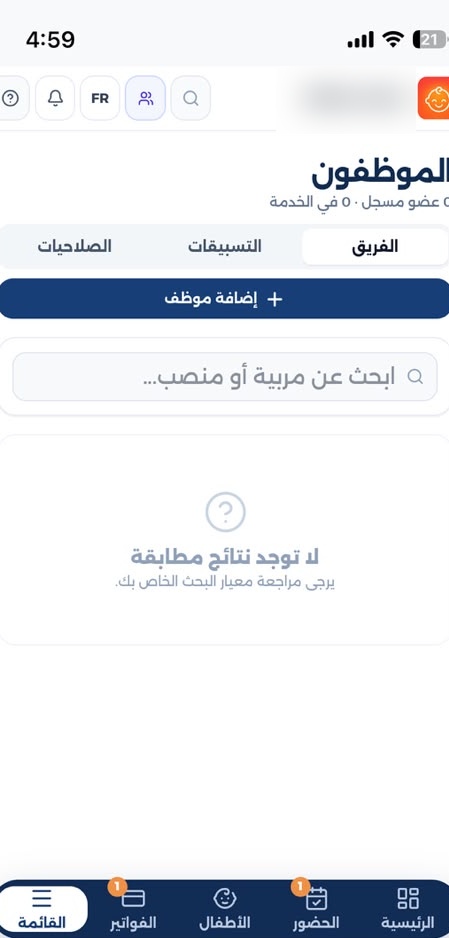 4:59
21
FR
الموظفون
0 عضو مسجل · 0 في الخدمة
الفريق
التسبيقات
الصلاحيات
+ إضافة موظف
ابحث عن مربية أو منصب...
لا توجد نتائج مطابقة
يرجى مراجعة معيار البحث الخاص بك.
الرئيسية
1
الحضور
الأطفال
1
الفواتير
القائمة